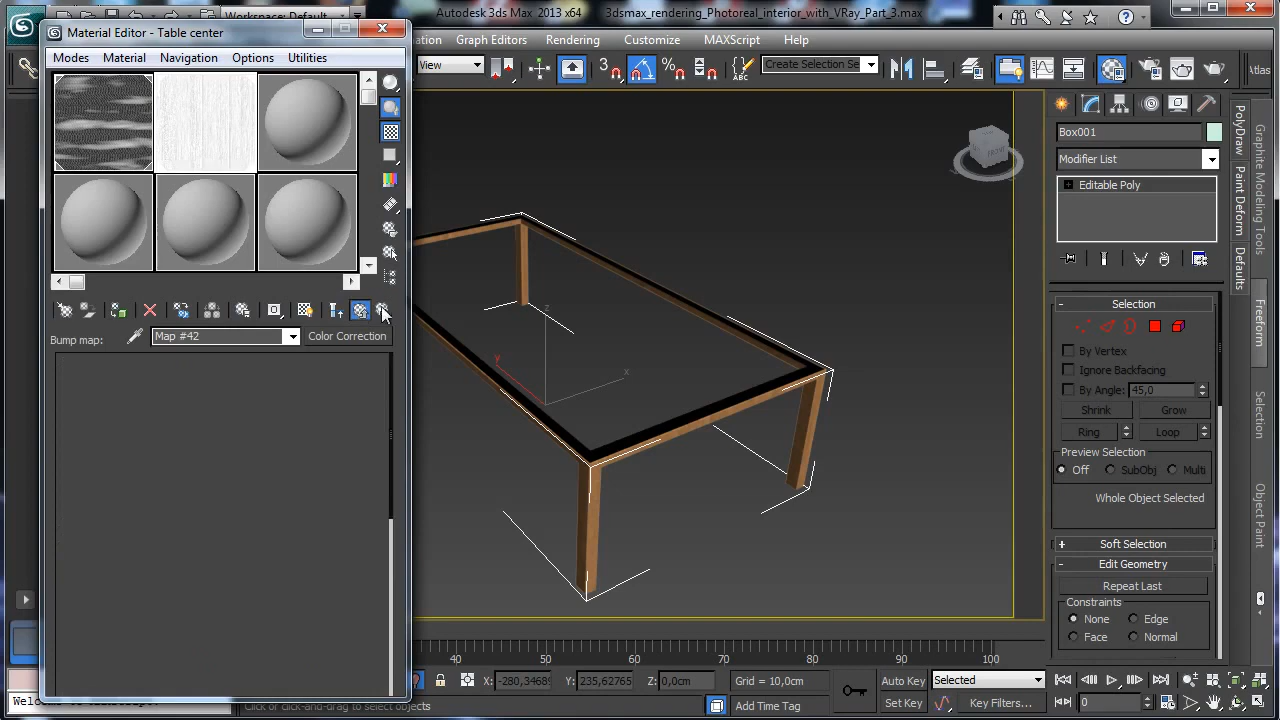 Workspace: Default
Autodesk 3ds Max 2013 x64
3dsmax_rendering_Photoreal_interior_with_VRay_Part_3.max
Material Editor - Table center
Modes Material Navigation Options Utilities
ation Graph Editors Rendering Customize MAXScript Help
View
3
%
ABC
Create Selection Se
Atlas
Box001
Modifier List
Editable Poly
Bump map: Map #42 Color Correction
FRONT
z
x
y
PolyDraw
Paint Deform
Defaults
Graphite Modeling Tools
Freeform
Selection
Object Paint
- Selection
By Vertex
Ignore Backfacing
By Angle: 45,0
Shrink Grow
Ring Loop
Preview Selection
Off SubObj Multi
Whole Object Selected
+ Soft Selection
- Edit Geometry
Repeat Last
Constraints
None Edge
Face Normal
40 50 60 70 80 90 100
X: -280,34689 Y: 235,62765 Z: 0,0cm Grid = 10,0cm Auto Key Selected
Click or click-and-drag to select objects Add Time Tag Set Key Key Filters... 0